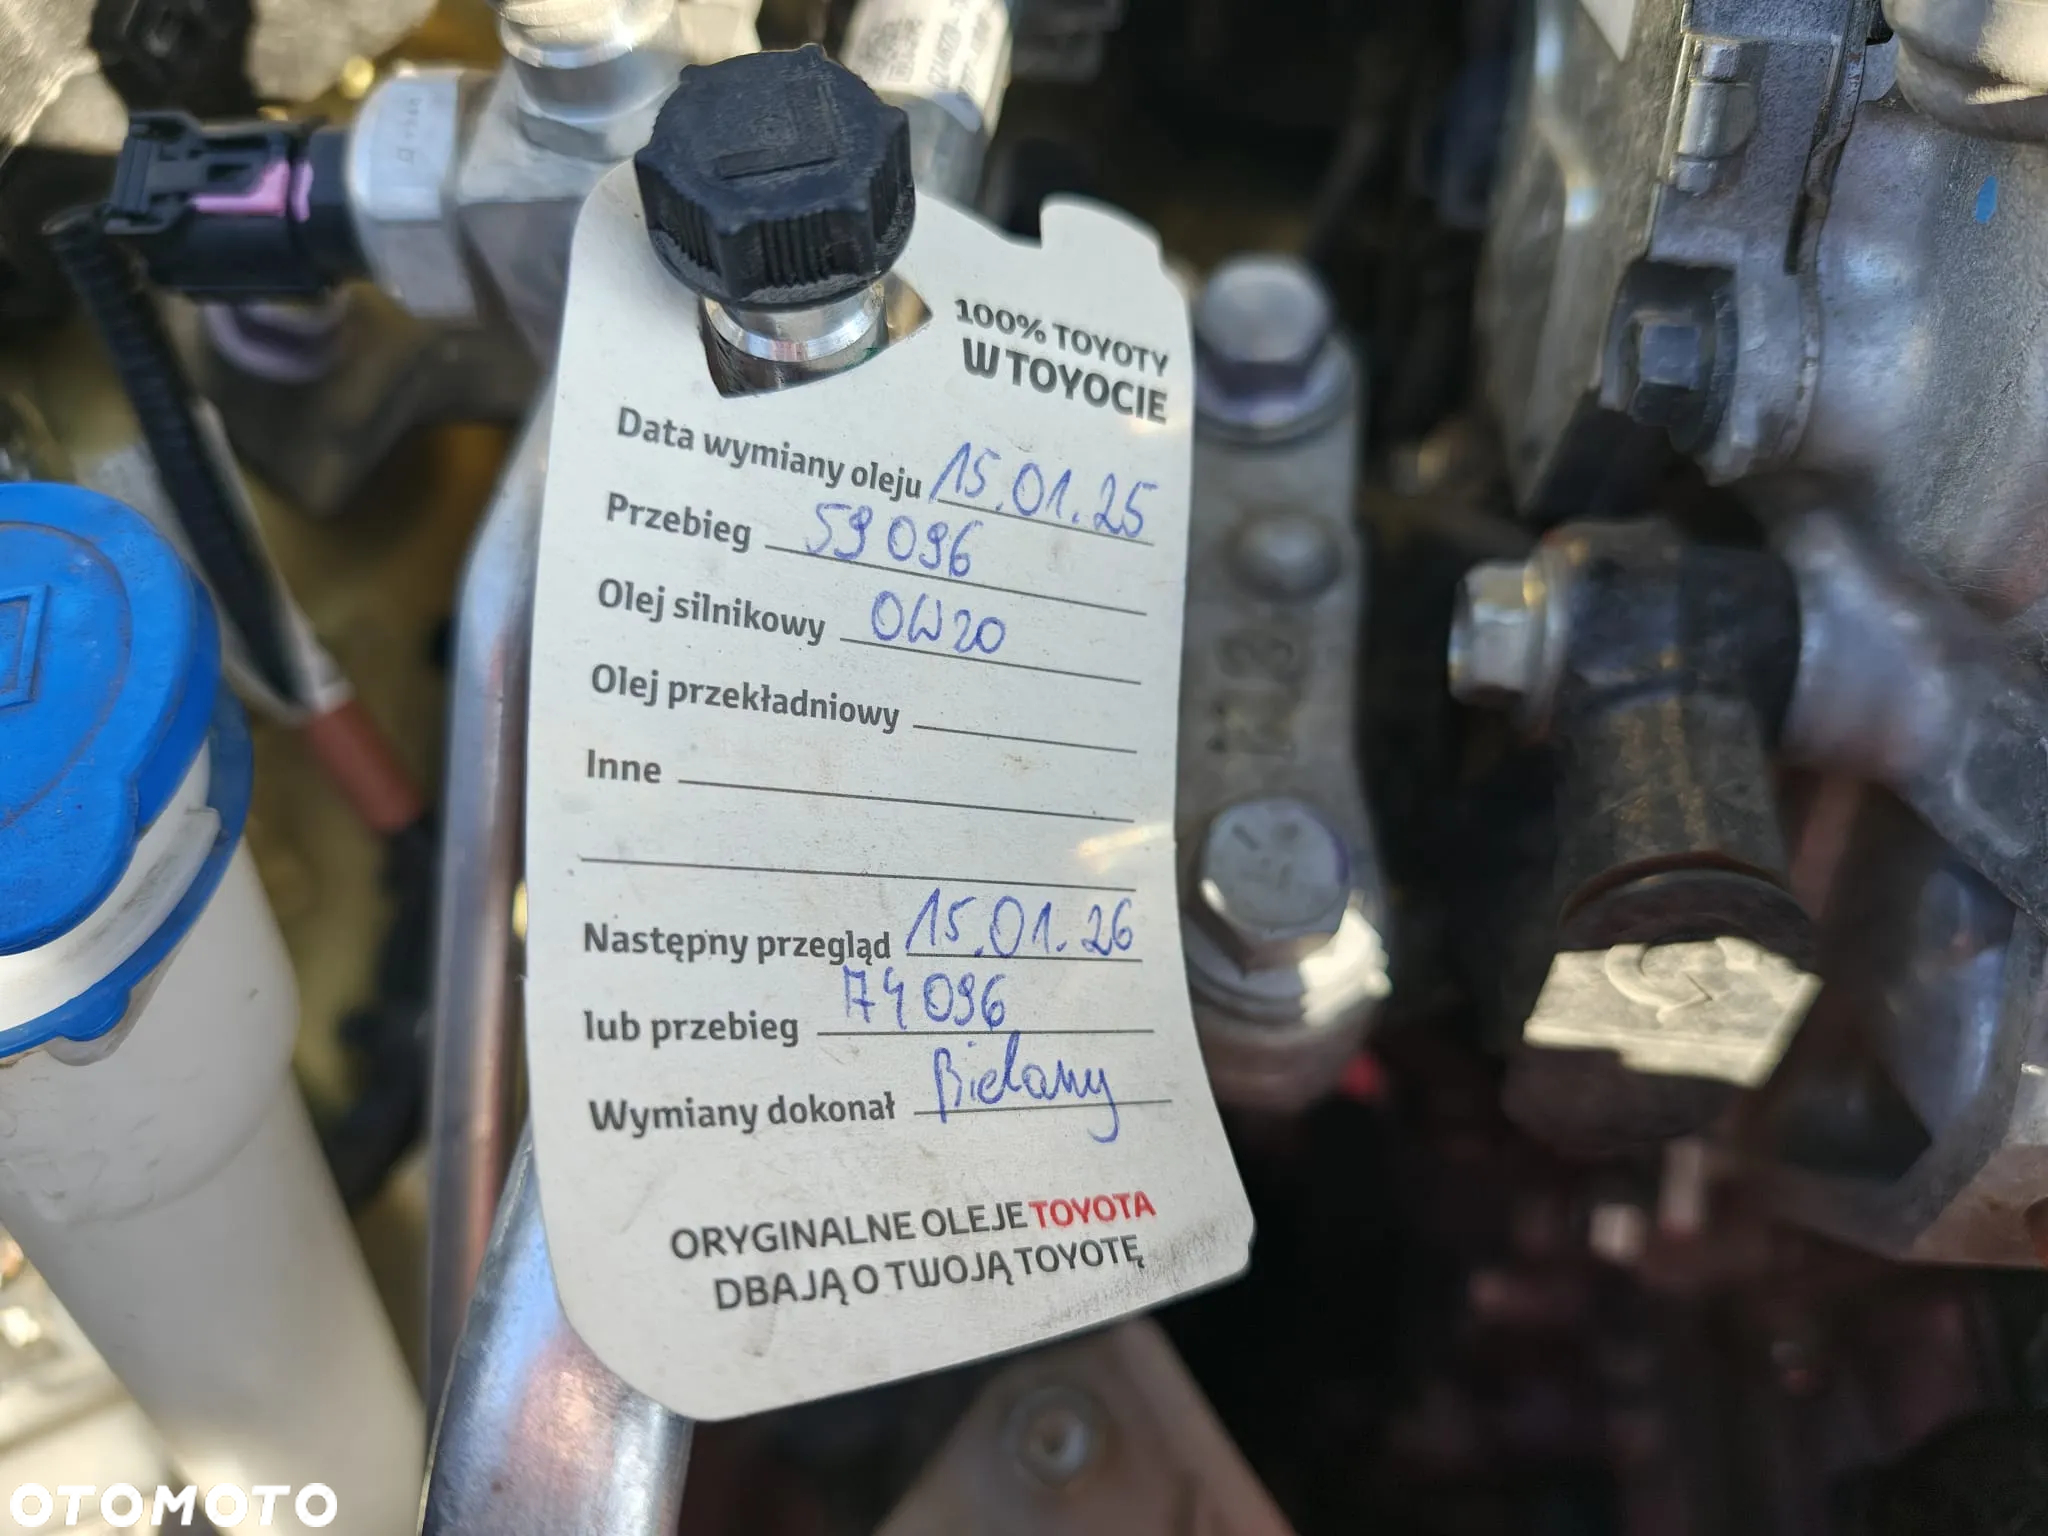 100% TOYOTY
W TOYOCIE
Data wymiany oleju 15.01.25
Przebieg 59096
Olej silnikowy 0W20
Olej przekładniowy
Inne
Następny przegląd 15.01.26
lub przebieg 74096
Wymiany dokonał Bielany
ORYGINALNE OLEJE TOYOTA
DBAJĄ O TWOJĄ TOYOTĘ
OTOMOTO